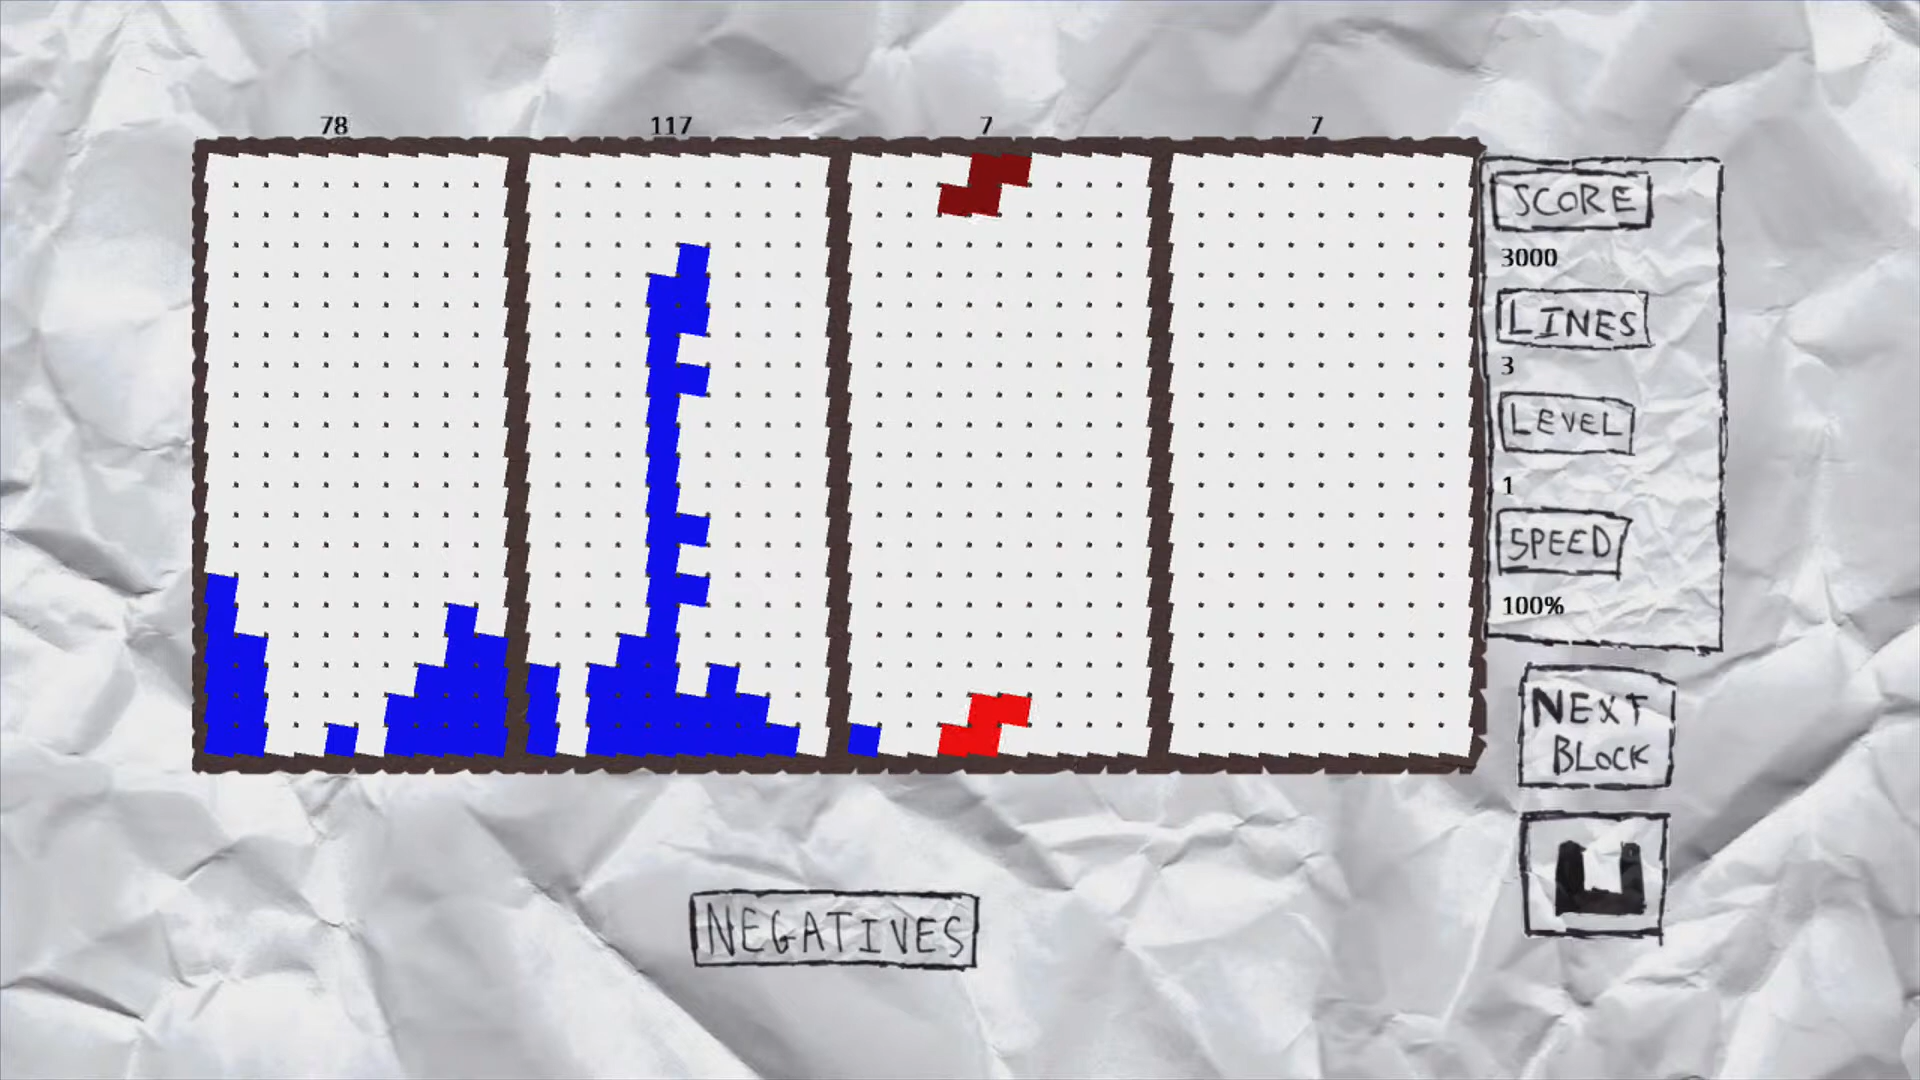 78 117 7 7
SCORE
3000
LINES
3
LEVEL
1
SPEED
100%
NEXT
BLOCK
NEGATIVES